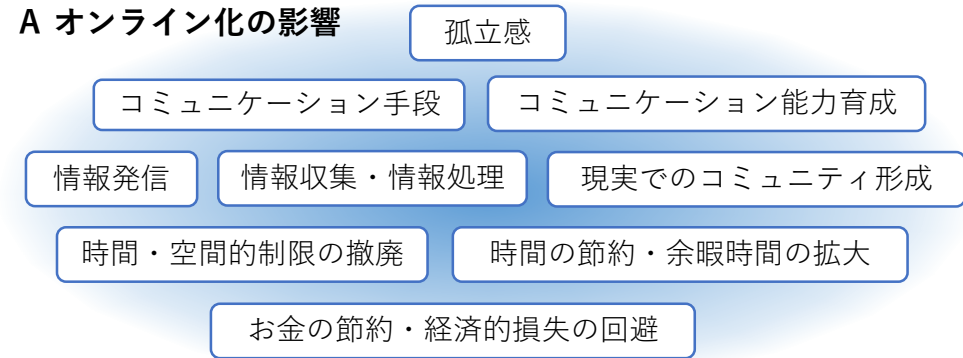 A オンライン化の影響
孤立感
コミュニケーション手段
コミュニケーション能力育成
情報発信
情報収集・情報処理
現実でのコミュニティ形成
時間・空間的制限の撤廃
時間の節約・余暇時間の拡大
お金の節約・経済的損失の回避